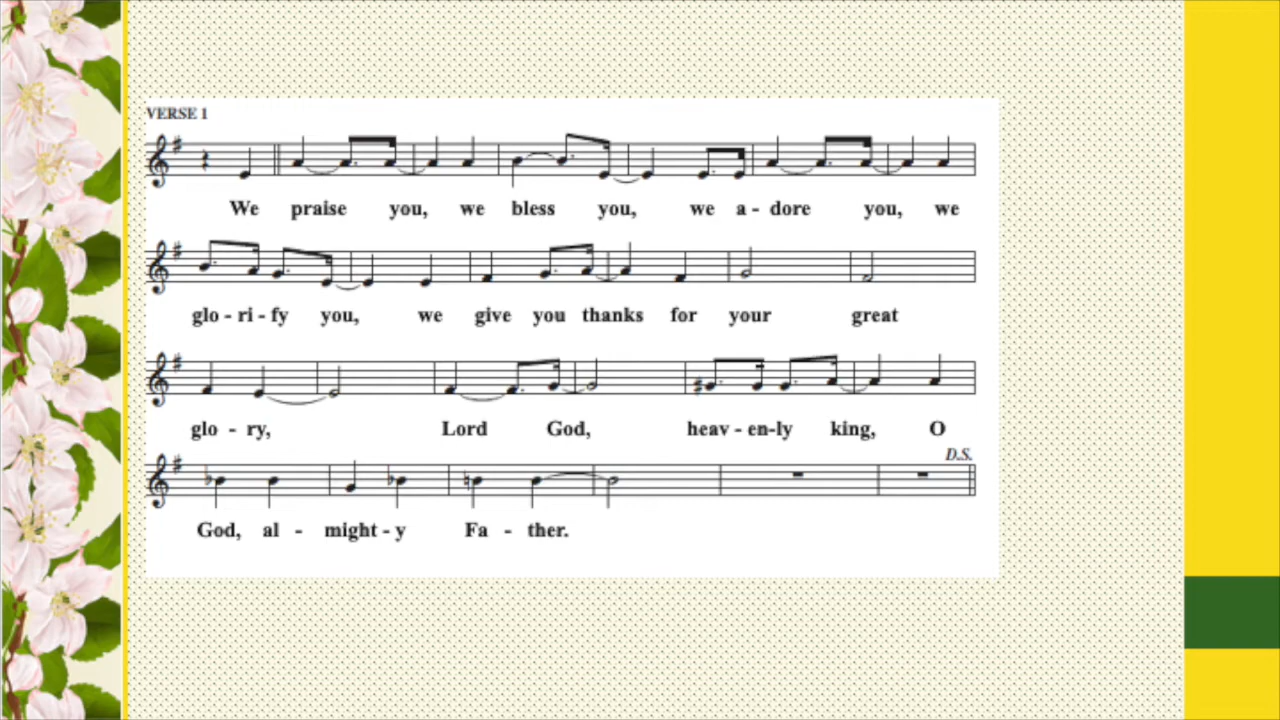 VERSE 1
We praise you, we bless you, we a - dore you, we
glo - ri - fy you, we give you thanks for your great
glo - ry, Lord God, heav - en - ly king, O
D.S.
God, al - might - y Fa - ther.